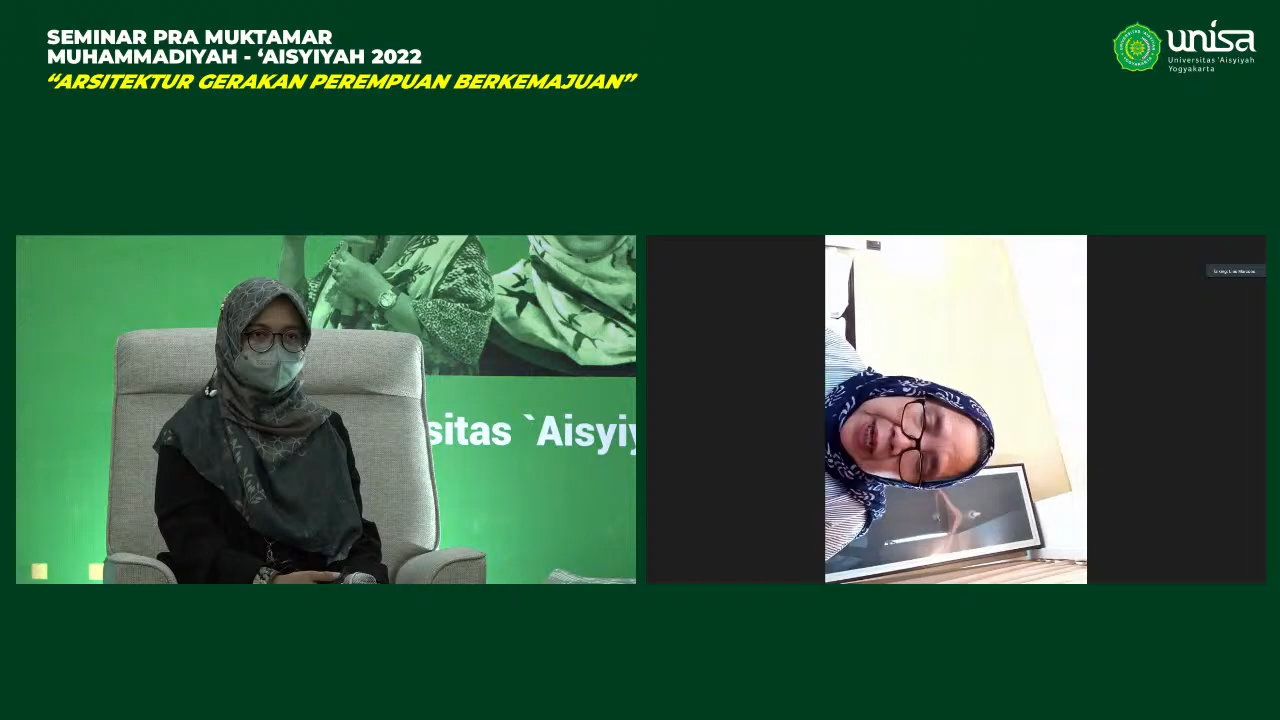 SEMINAR PRA MUKTAMAR
MUHAMMADIYAH - ‘AISYIYAH 2022
“ARSITEKTUR GERAKAN PEREMPUAN BERKEMAJUAN”
unisa
Universitas 'Aisyiyah
Yogyakarta
sitas `Aisyiy